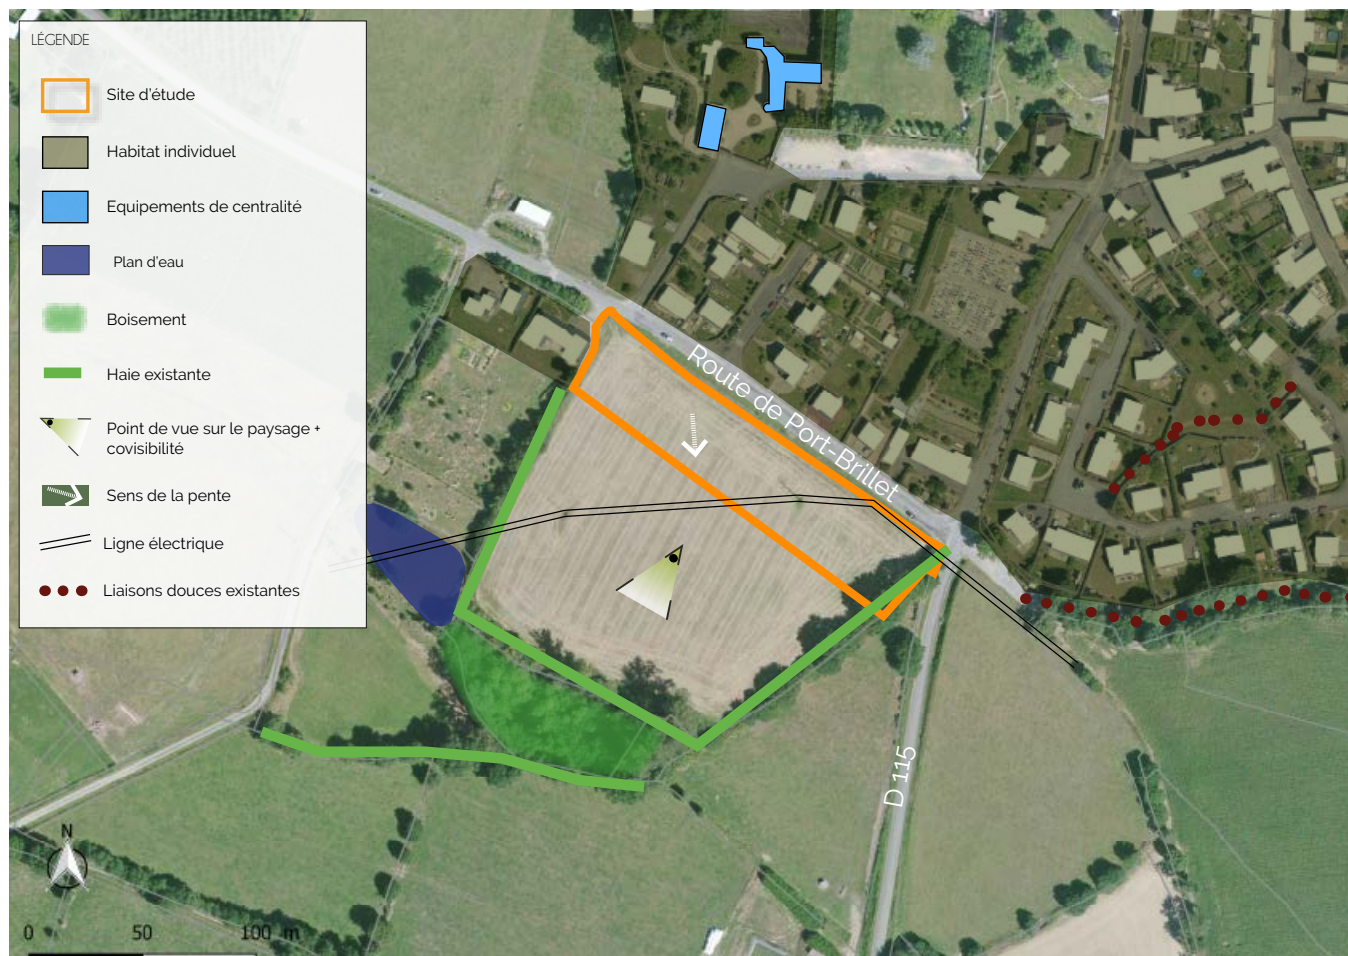 LÉGENDE
Site d'étude
Habitat individuel
Equipements de centralité
Plan d'eau
Boisement
Haie existante
Point de vue sur le paysage +
covisibilité
Sens de la pente
Ligne électrique
Liaisons douces existantes
Route de Port-Brillet
D 115
N
0 50 100 m